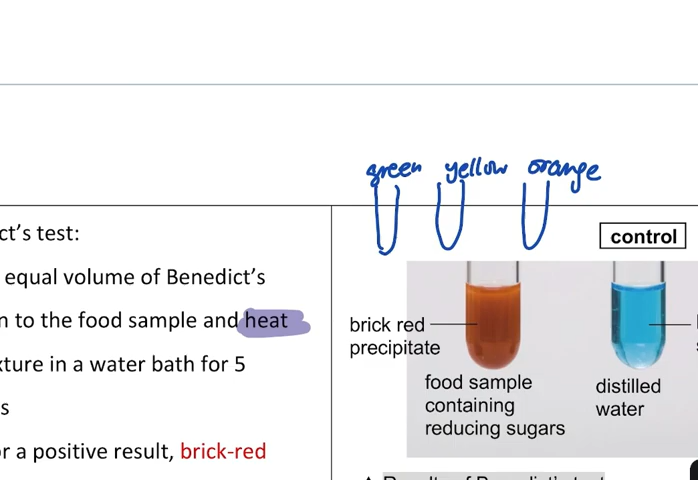 green yellow orange
ct's test:
control
equal volume of Benedict's
n to the food sample and heat
brick red
precipitate
xture in a water bath for 5
food sample
containing
reducing sugars
distilled
water
s
or a positive result, brick-red